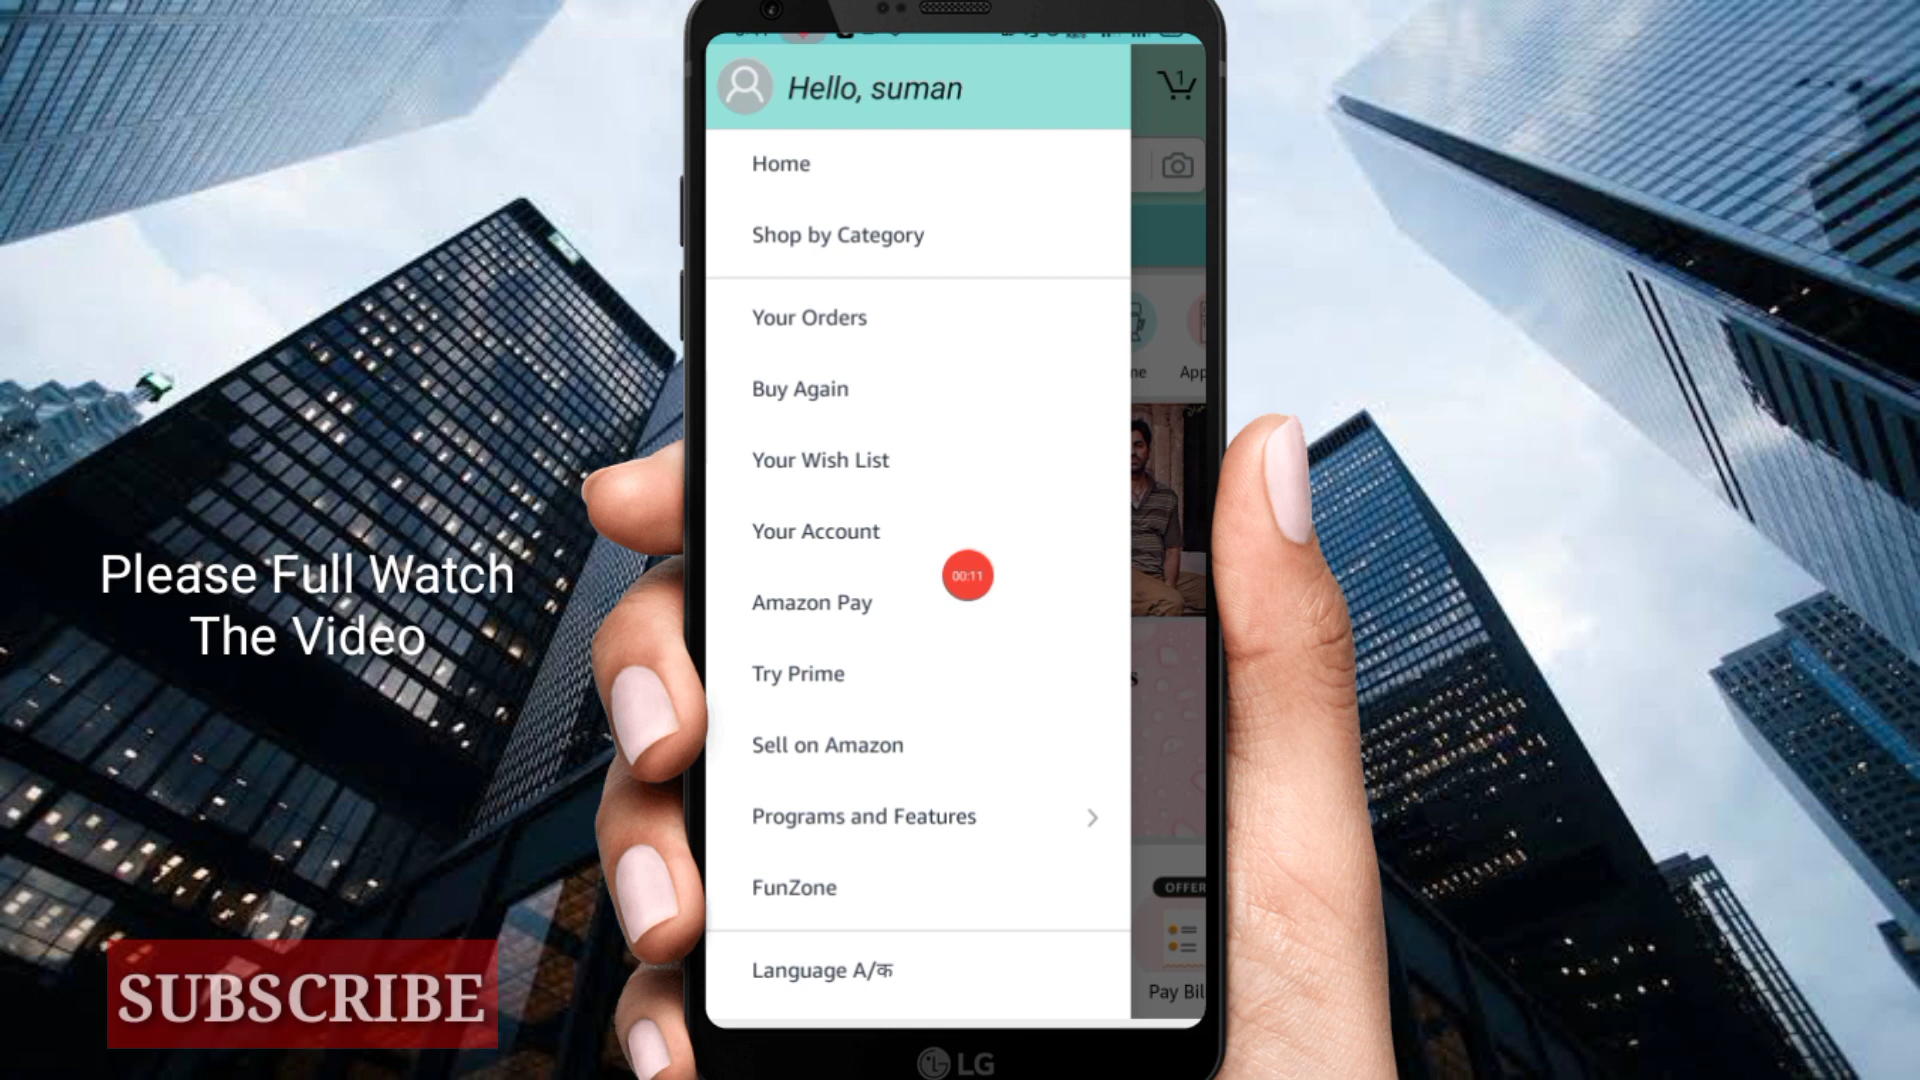 Hello, suman
1
Home
Shop by Category
Your Orders
Buy Again
Your Wish List
Your Account
00:11
Amazon Pay
Try Prime
Sell on Amazon
Programs and Features
FunZone
Language A/क
Pay Bil
OFFER
App
me
Please Full Watch
The Video
SUBSCRIBE
LG